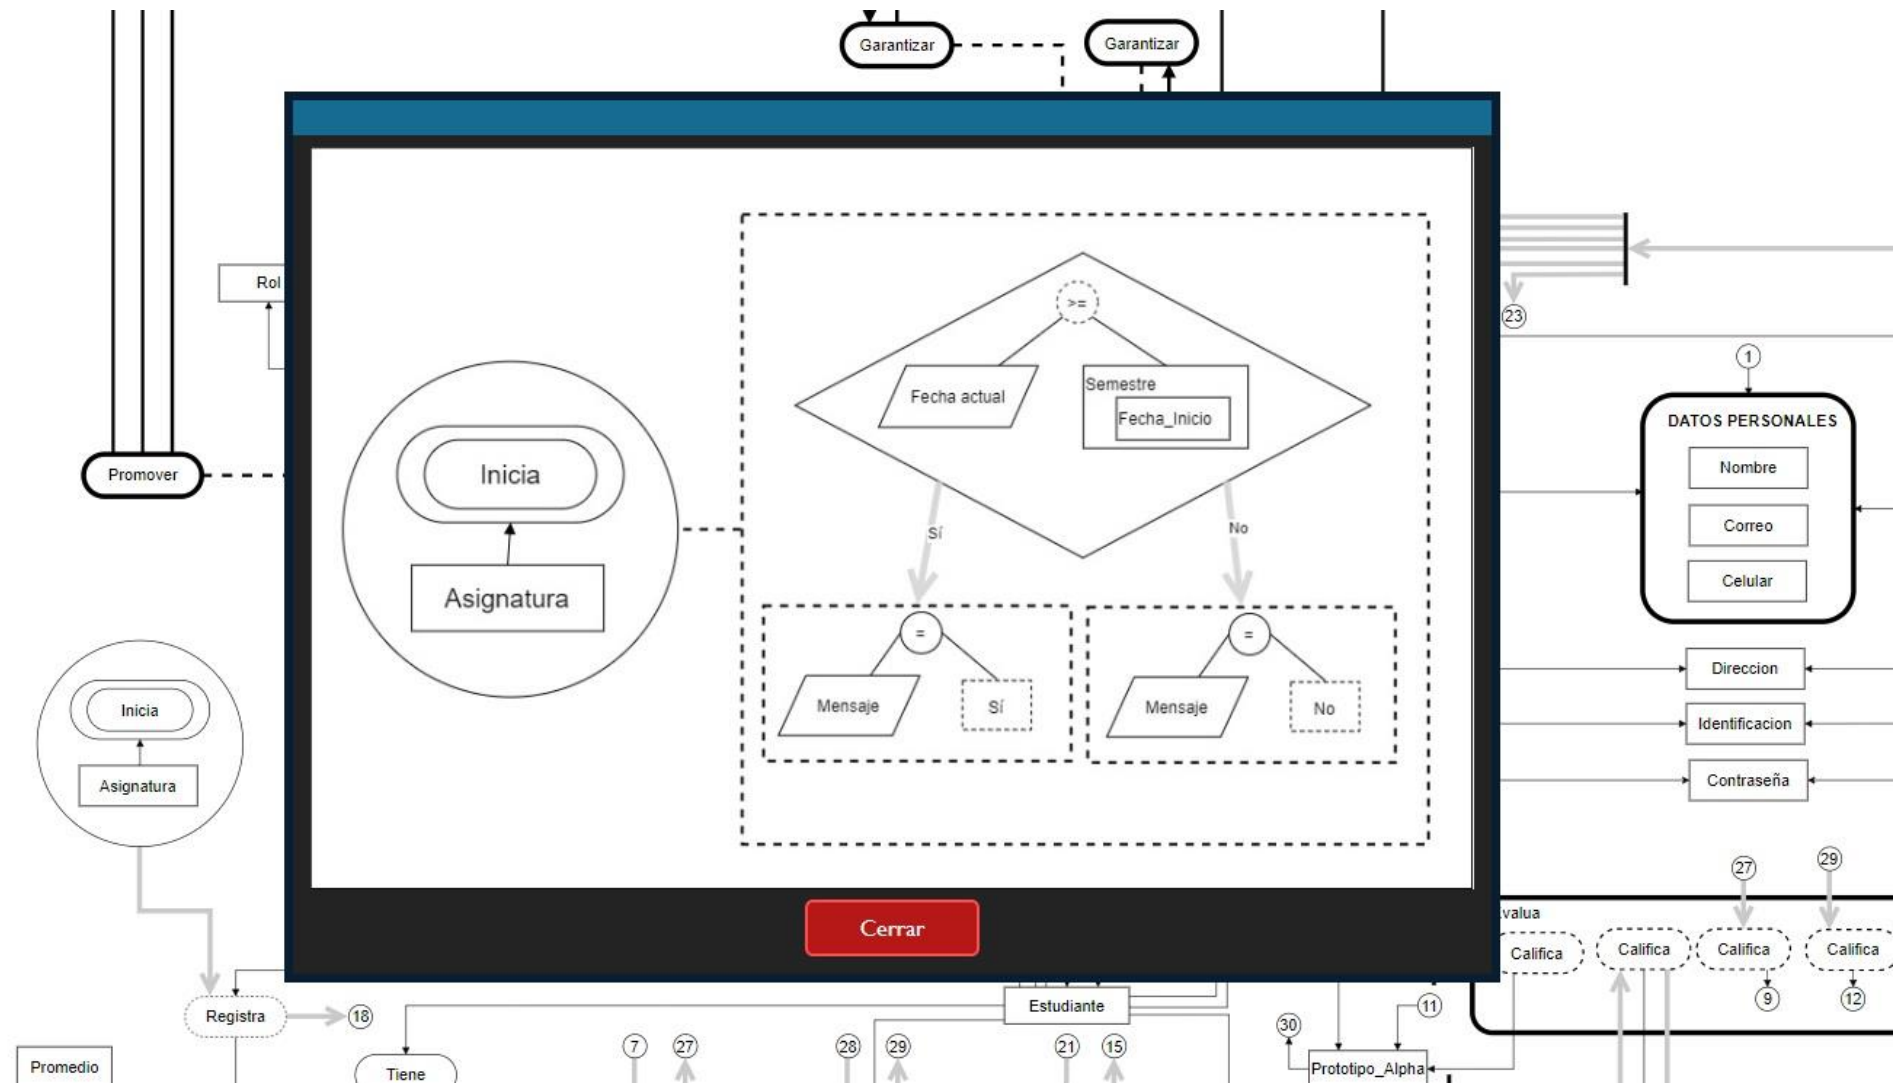 Garantizar
Garantizar
Rol
Promover
>=
Fecha actual
Semestre
Fecha_Inicio
Inicia
Asignatura
Sí
No
=
Mensaje
Sí
=
Mensaje
No
Cerrar
23
1
DATOS PERSONALES
Nombre
Correo
Celular
Direccion
Identificacion
Contraseña
Inicia
Asignatura
27
29
valua
Califica
Califica
Califica
Califica
9
12
Registra
18
Estudiante
11
30
Promedio
Tiene
7
27
28
29
21
15
Prototipo_Alpha